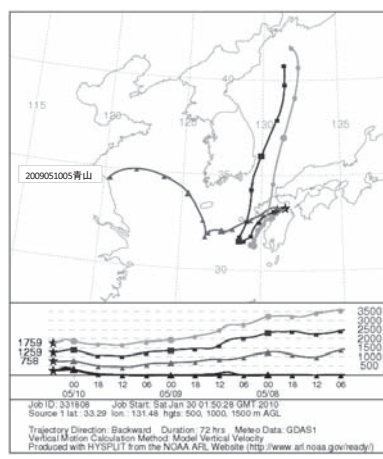 40
115
120
125
130
135
35
2009051005青山
30
1759
1259
758
3500
3000
2500
2000
1500
1000
500
00 18 12 06 00 18 12 06 00 18 12 06
05/10 05/09 05/08
Job ID: 331808 Job Start: Sat Jan 30 01:50:28 GMT 2010
Source 1 lat.: 33.29 lon.: 131.48 hgts: 500, 1000, 1500 m AGL
Trajectory Direction: Backward Duration: 72 hrs Meteo Data: GDAS1
Vertical Motion Calculation Method: Model Vertical Velocity
Produced with HYSPLIT from the NOAA ARL Website (http://www.arl.noaa.gov/ready/)